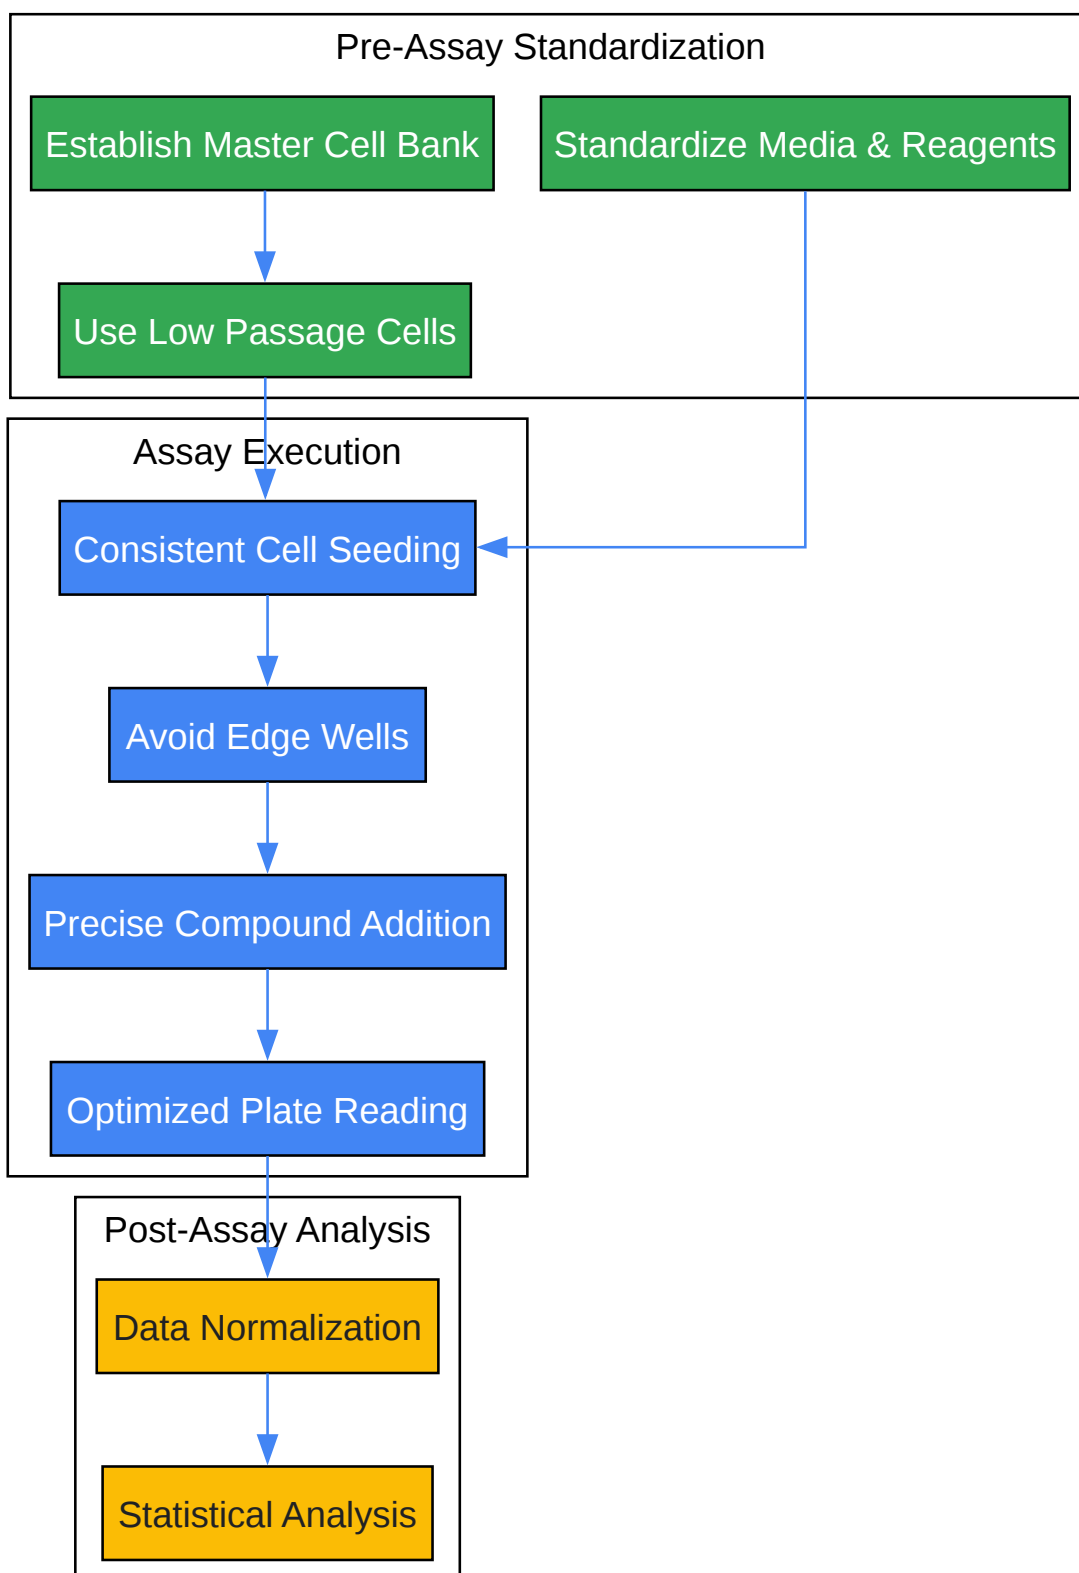 Pre-Assay Standardization
Establish Master Cell Bank
Standardize Media & Reagents
Use Low Passage Cells
Assay Execution
Consistent Cell Seeding
Avoid Edge Wells
Precise Compound Addition
Optimized Plate Reading
Post-Assay Analysis
Data Normalization
Statistical Analysis